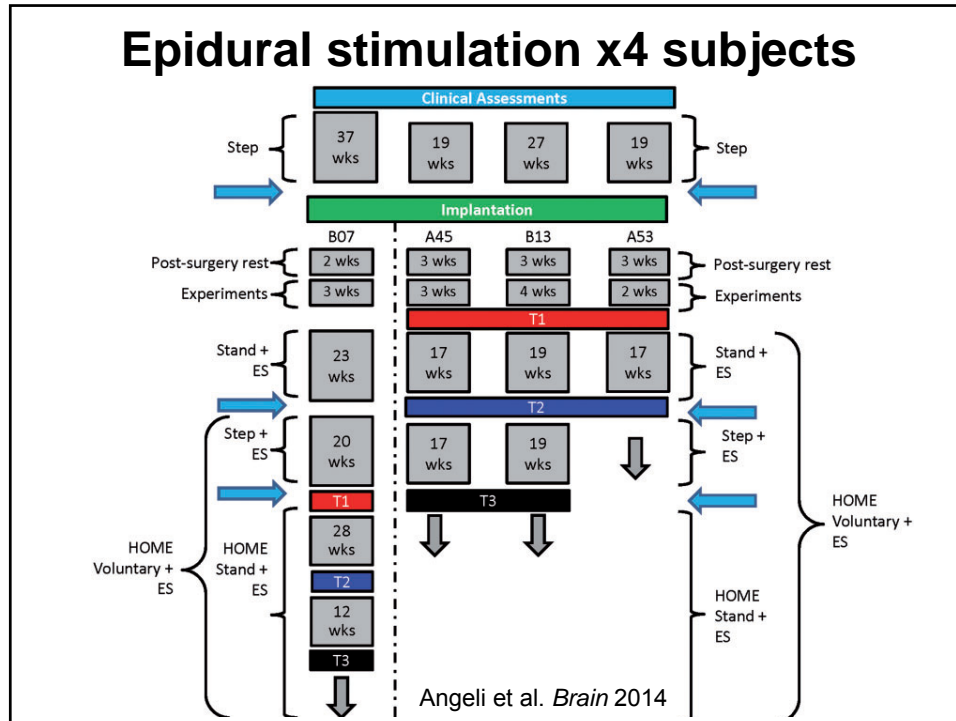 Epidural stimulation x4 subjects
Clinical Assessments
Step
37
wks
19
wks
27
wks
19
wks
Step
Implantation
B07
A45
B13
A53
Post-surgery rest
2 wks
3 wks
3 wks
3 wks
Post-surgery rest
Experiments
3 wks
3 wks
4 wks
2 wks
Experiments
T1
Stand +
ES
23
wks
17
wks
19
wks
17
wks
Stand +
ES
T2
Step +
ES
20
wks
17
wks
19
wks
Step +
ES
T1
T3
HOME
Voluntary +
ES
HOME
Stand +
ES
28
wks
T2
12
wks
T3
HOME
Voluntary +
ES
HOME
Stand +
ES
Angeli et al. Brain 2014